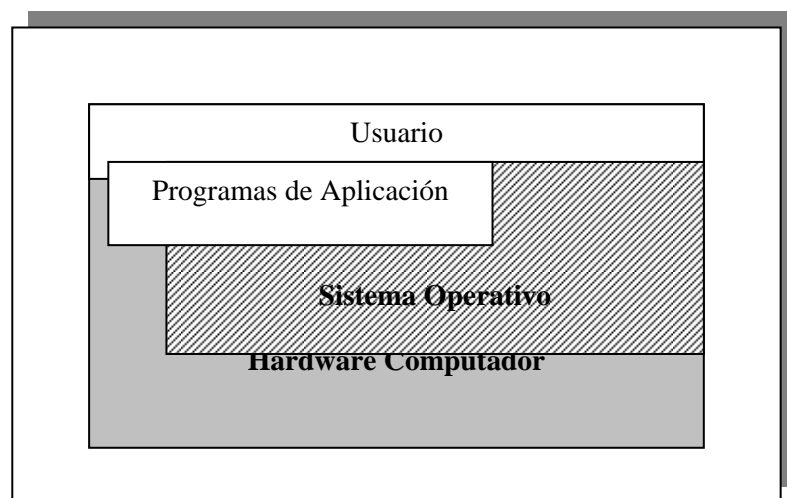 Usuario
Programas de Aplicación
Sistema Operativo
Hardware Computador